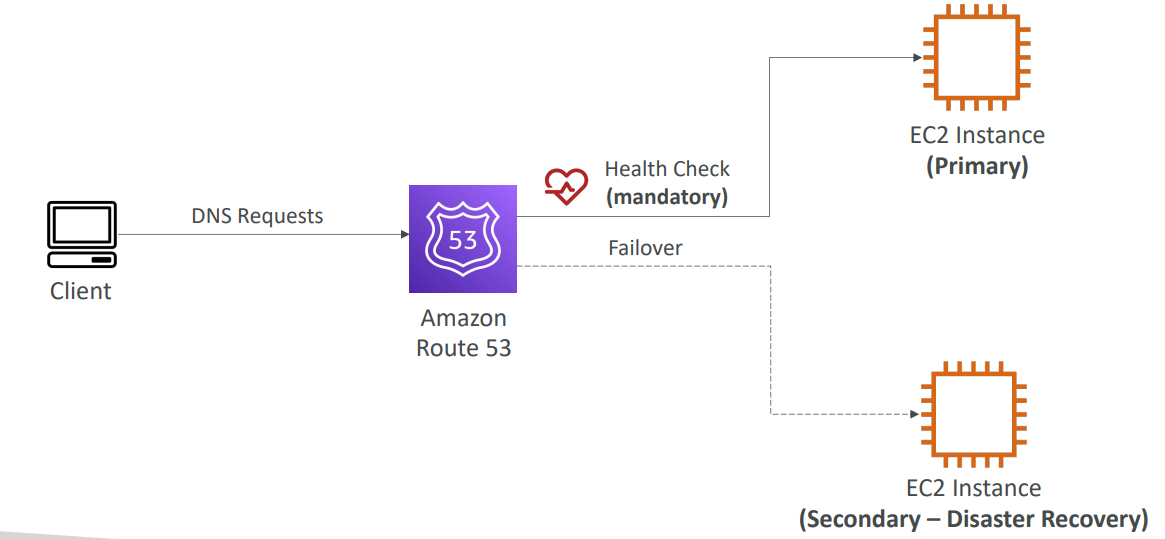 EC2 Instance
(Primary)
Health Check
(mandatory)
DNS Requests
53
Failover
Client
Amazon
Route 53
EC2 Instance
(Secondary – Disaster Recovery)